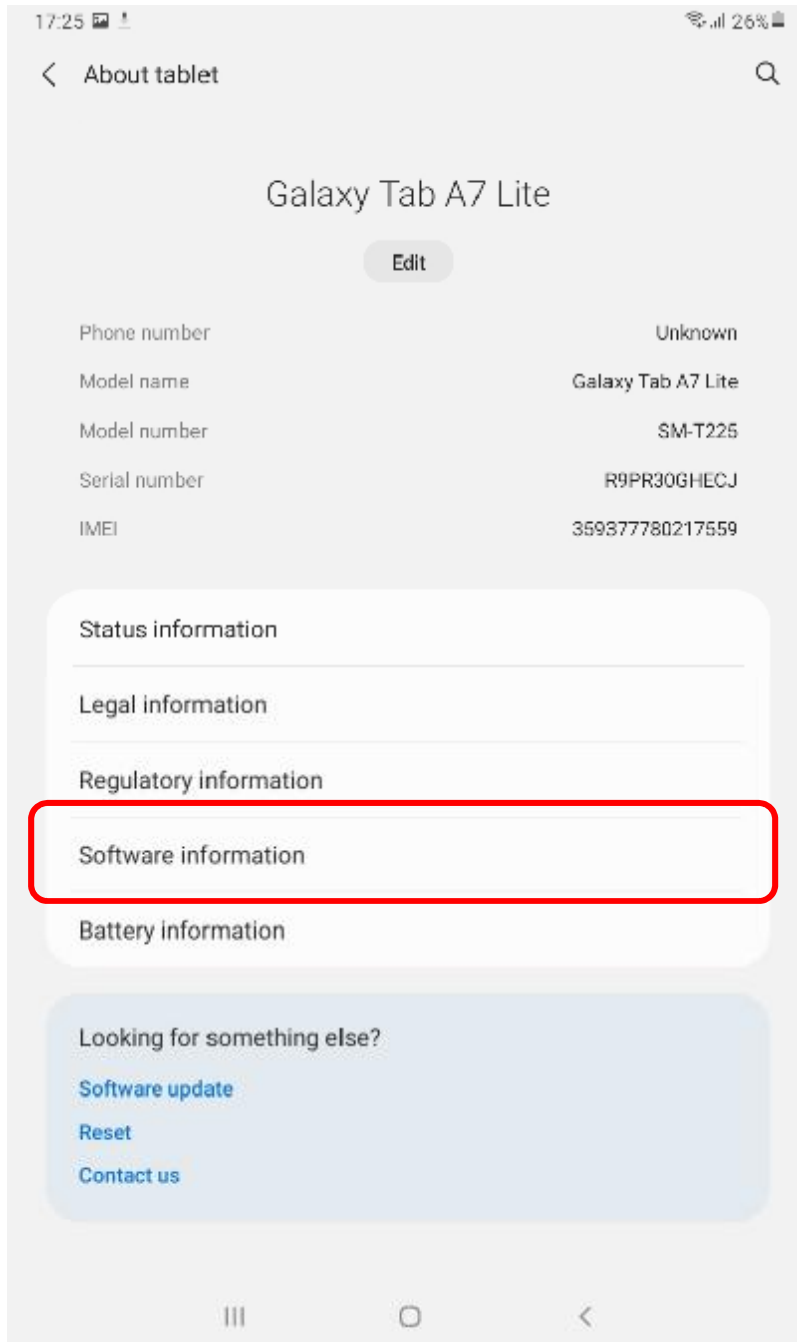 17:25 26%
About tablet
Galaxy Tab A7 Lite
Edit
Phone number Unknown
Model name Galaxy Tab A7 Lite
Model number SM-T225
Serial number R9PR30GHECJ
IMEI 359377780217559
Status information
Legal information
Regulatory information
Software information
Battery information
Looking for something else?
Software update
Reset
Contact us